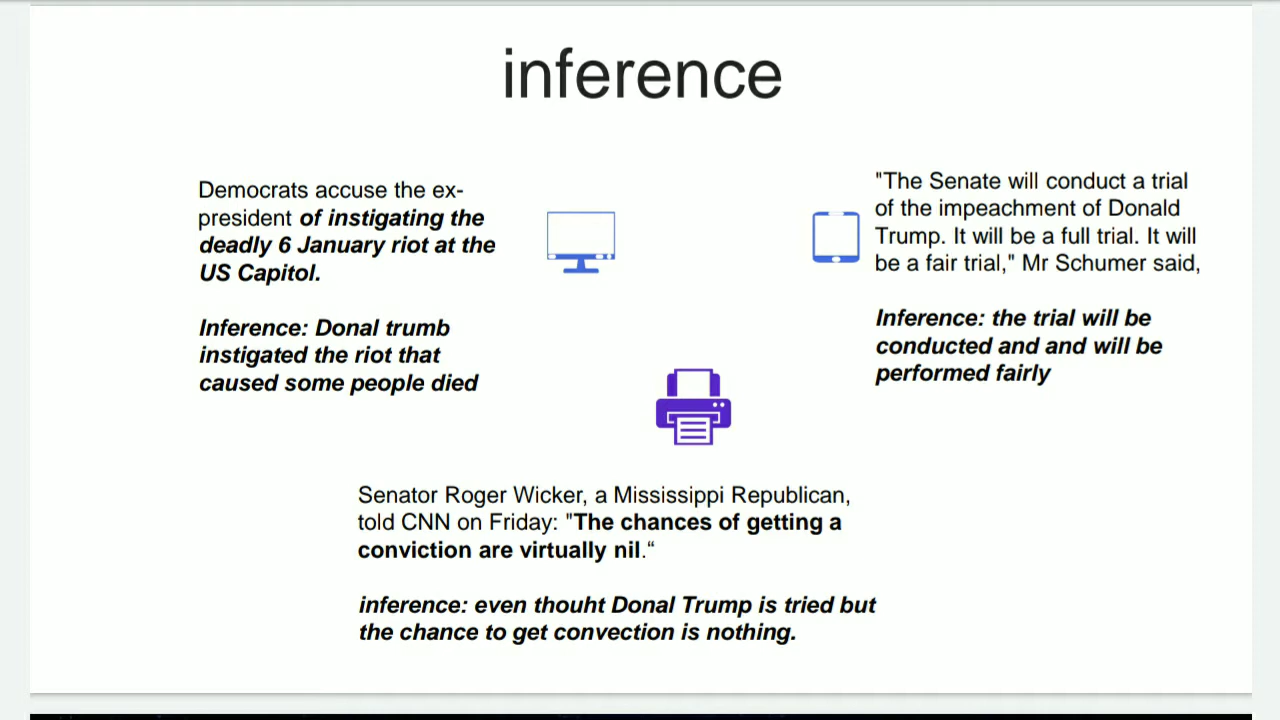 inference
Democrats accuse the ex-
president of instigating the
deadly 6 January riot at the
US Capitol.
Inference: Donal trumb
instigated the riot that
caused some people died
"The Senate will conduct a trial
of the impeachment of Donald
Trump. It will be a full trial. It will
be a fair trial," Mr Schumer said,
Inference: the trial will be
conducted and and will be
performed fairly
Senator Roger Wicker, a Mississippi Republican,
told CNN on Friday: "The chances of getting a
conviction are virtually nil.“
inference: even thouht Donal Trump is tried but
the chance to get convection is nothing.